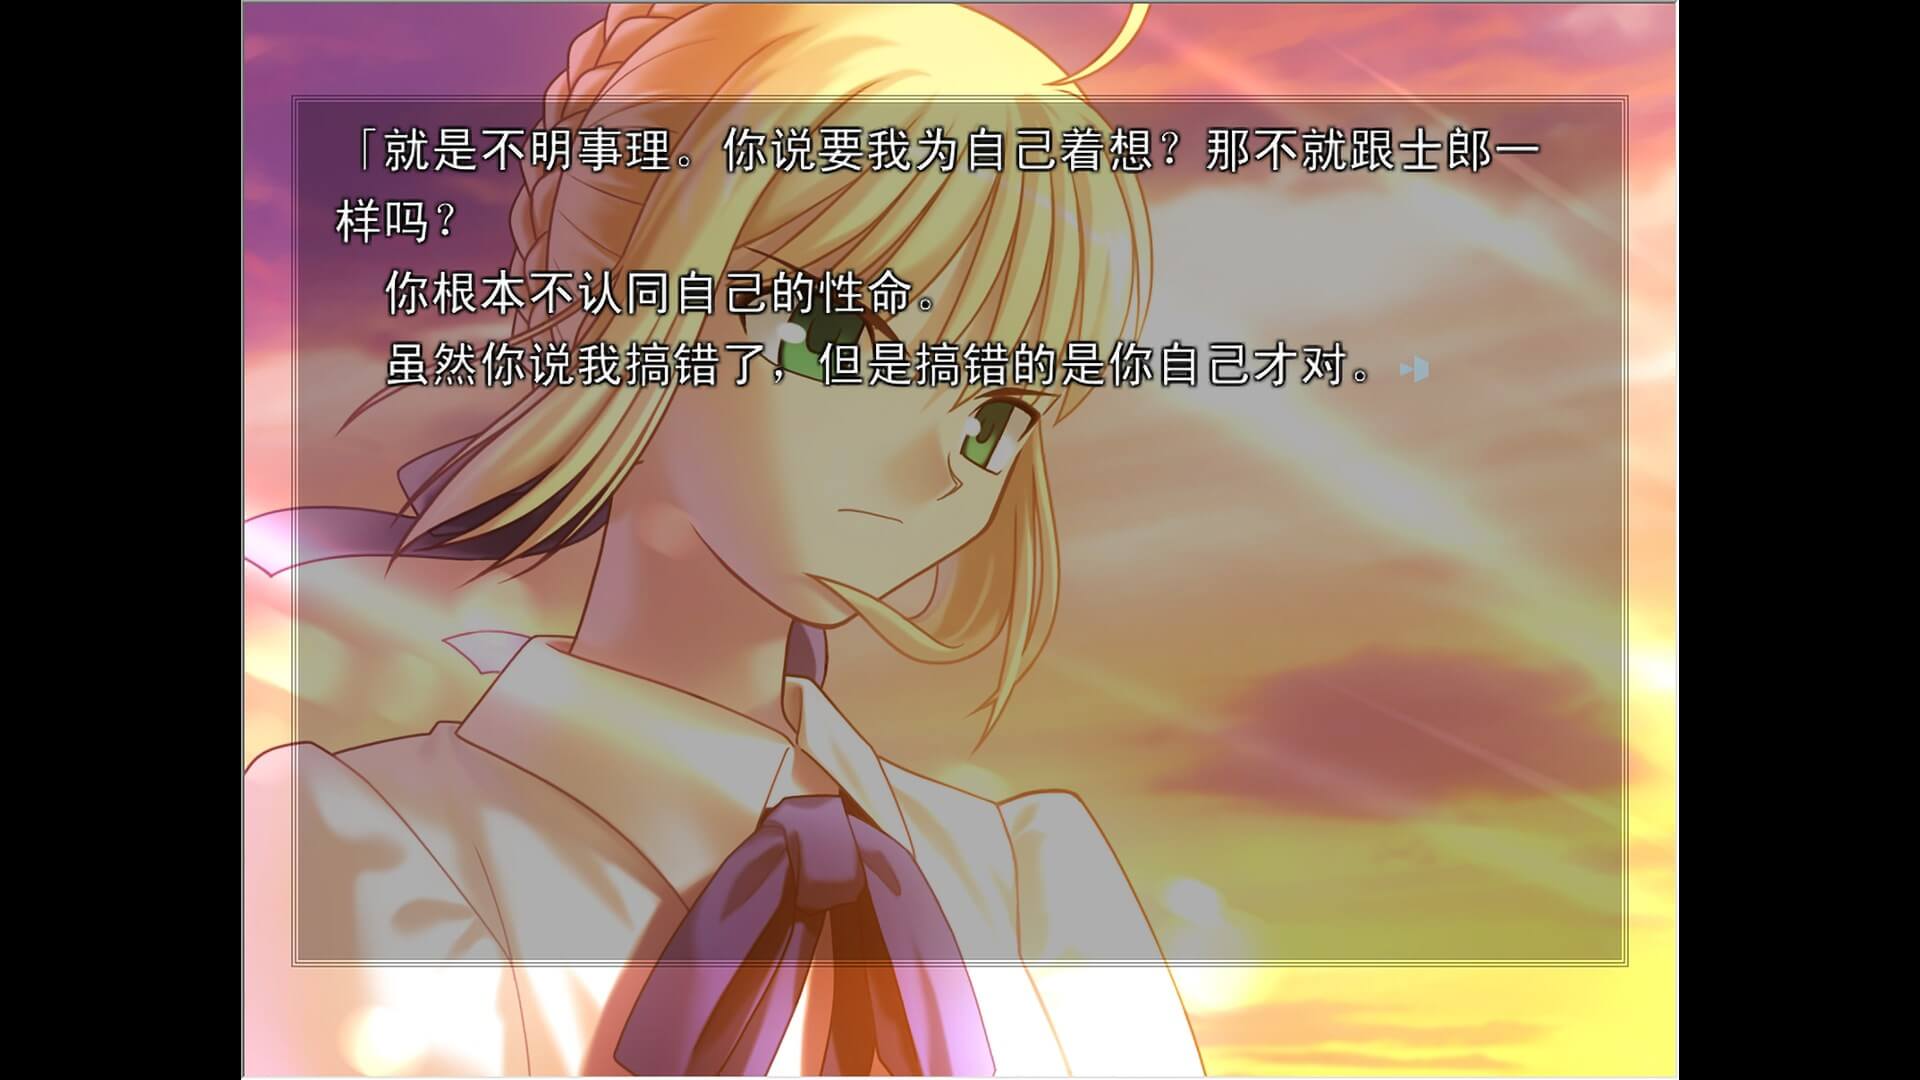 「就是不明事理。你说要我为自己着想？那不就跟士郎一
样吗？
你根本不认同自己的性命。
虽然你说我搞错了，但是搞错的是你自己才对。